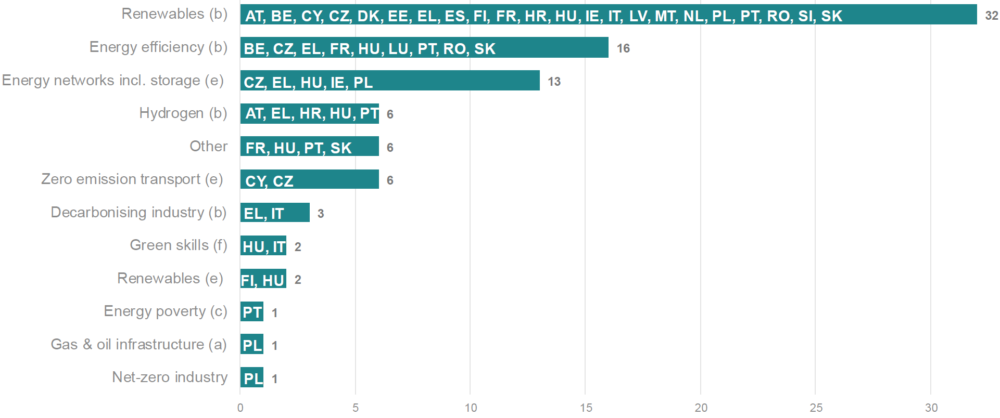 Renewables (b) AT, BE, CY, CZ, DK, EE, EL, ES, FI, FR, HR, HU, IE, IT, LV, MT, NL, PL, PT, RO, SI, SK 32
Energy efficiency (b) BE, CZ, EL, FR, HU, LU, PT, RO, SK 16
Energy networks incl. storage (e) CZ, EL, HU, IE, PL 13
Hydrogen (b) AT, EL, HR, HU, PT 6
Other FR, HU, PT, SK 6
Zero emission transport (e) CY, CZ 6
Decarbonising industry (b) EL, IT 3
Green skills (f) HU, IT 2
Renewables (e) FI, HU 2
Energy poverty (c) PT 1
Gas & oil infrastructure (a) PL 1
Net-zero industry PL 1
0 5 10 15 20 25 30